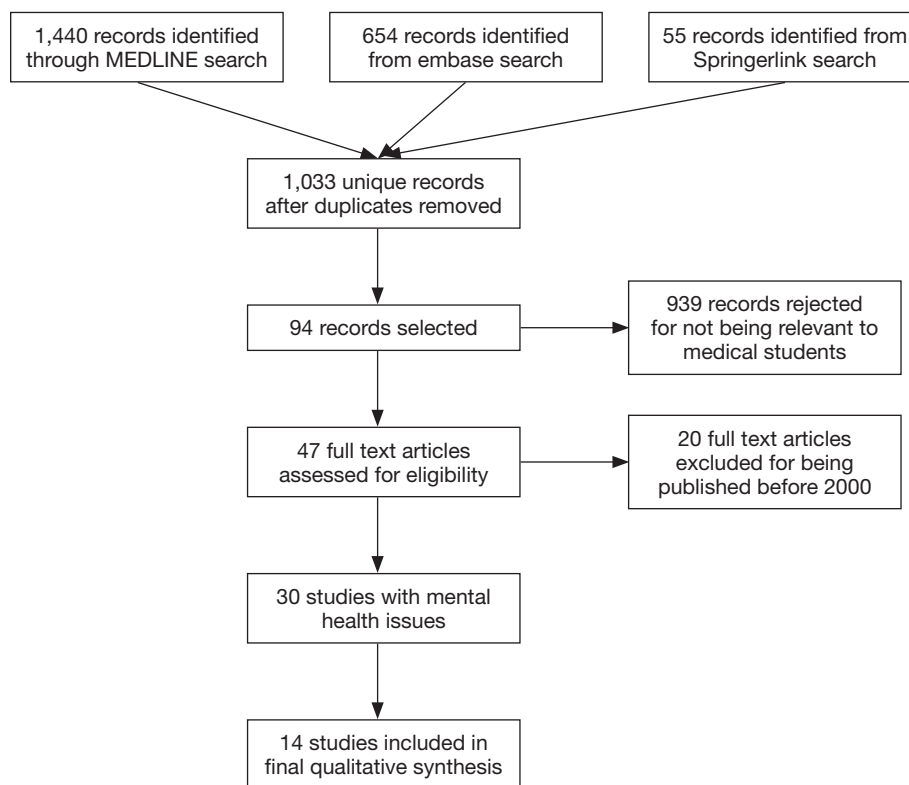 1,440 records identified
through MEDLINE search
654 records identified
from embase search
55 records identified from
Springerlink search
1,033 unique records
after duplicates removed
94 records selected
939 records rejected
for not being relevant to
medical students
47 full text articles
assessed for eligibility
20 full text articles
excluded for being
published before 2000
30 studies with mental
health issues
14 studies included in
final qualitative synthesis